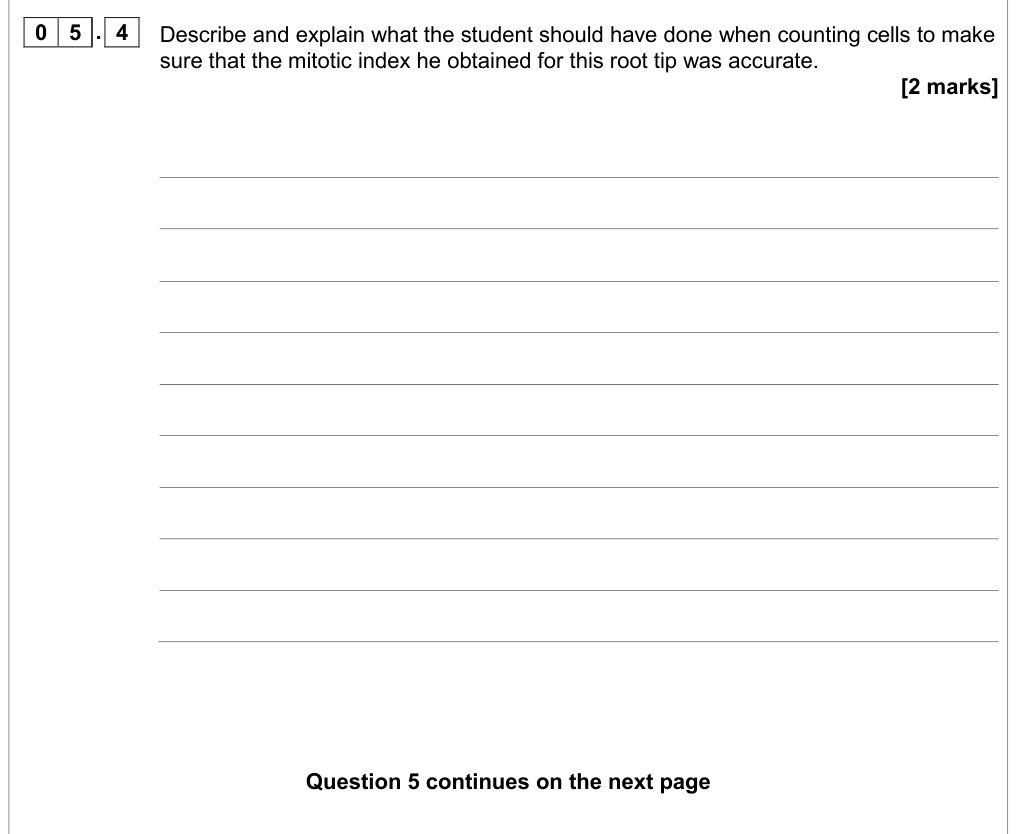 0 5 . 4 Describe and explain what the student should have done when counting cells to make
sure that the mitotic index he obtained for this root tip was accurate.
[2 marks]
Question 5 continues on the next page